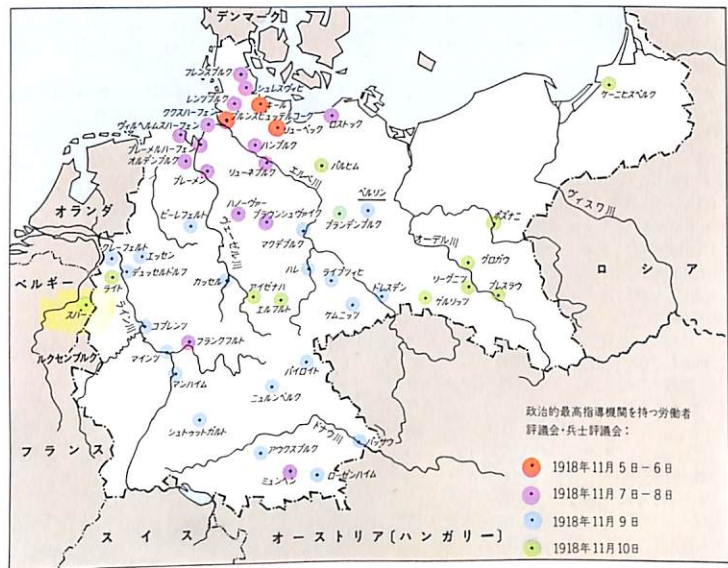 デンマーク
フレンスブルク
シュレスヴィヒ
レンツブルク
キール
ククスハーフェン
ブルンスビュッテルコーク
ヴィルヘルムスハーフェン
リューベック
ロストック
ブレーメルハーフェン
ハンブルク
オルデンブルク
リューネブルク
パルヒム
ブレーメン
エルベ川
ケーニヒスベルク
オランダ
ハノーヴァー
ブラウンシュヴァイク
ベルリン
ビーレフェルト
ブランデンブルク
ヴェーゼル川
マクデブルク
ポズナニ
ヴィスワ川
オーデル川
クレーフェルト
エッセン
デュッセルドルフ
ベルギー
ライト
カッセル
ハレ
ライプツィヒ
グロガウ
ロシア
リーグニッツ
ブレスラウ
スパー
アイゼナハ
エルフルト
ドレスデン
ゲルリッツ
ケムニッツ
ライン川
コブレンツ
ルクセンブルク
フランクフルト
マインツ
バイロイト
マンハイム
ニュルンベルク
シュトゥットガルト
ドナウ川
パッサウ
フランス
アウクスブルク
ミュンヘン
ローゼンハイム
スイス
オーストリア〔ハンガリー〕
政治的最高指導機関を持つ労働者
評議会・兵士評議会：
1918年11月5日－6日
1918年11月7日－8日
1918年11月9日
1918年11月10日